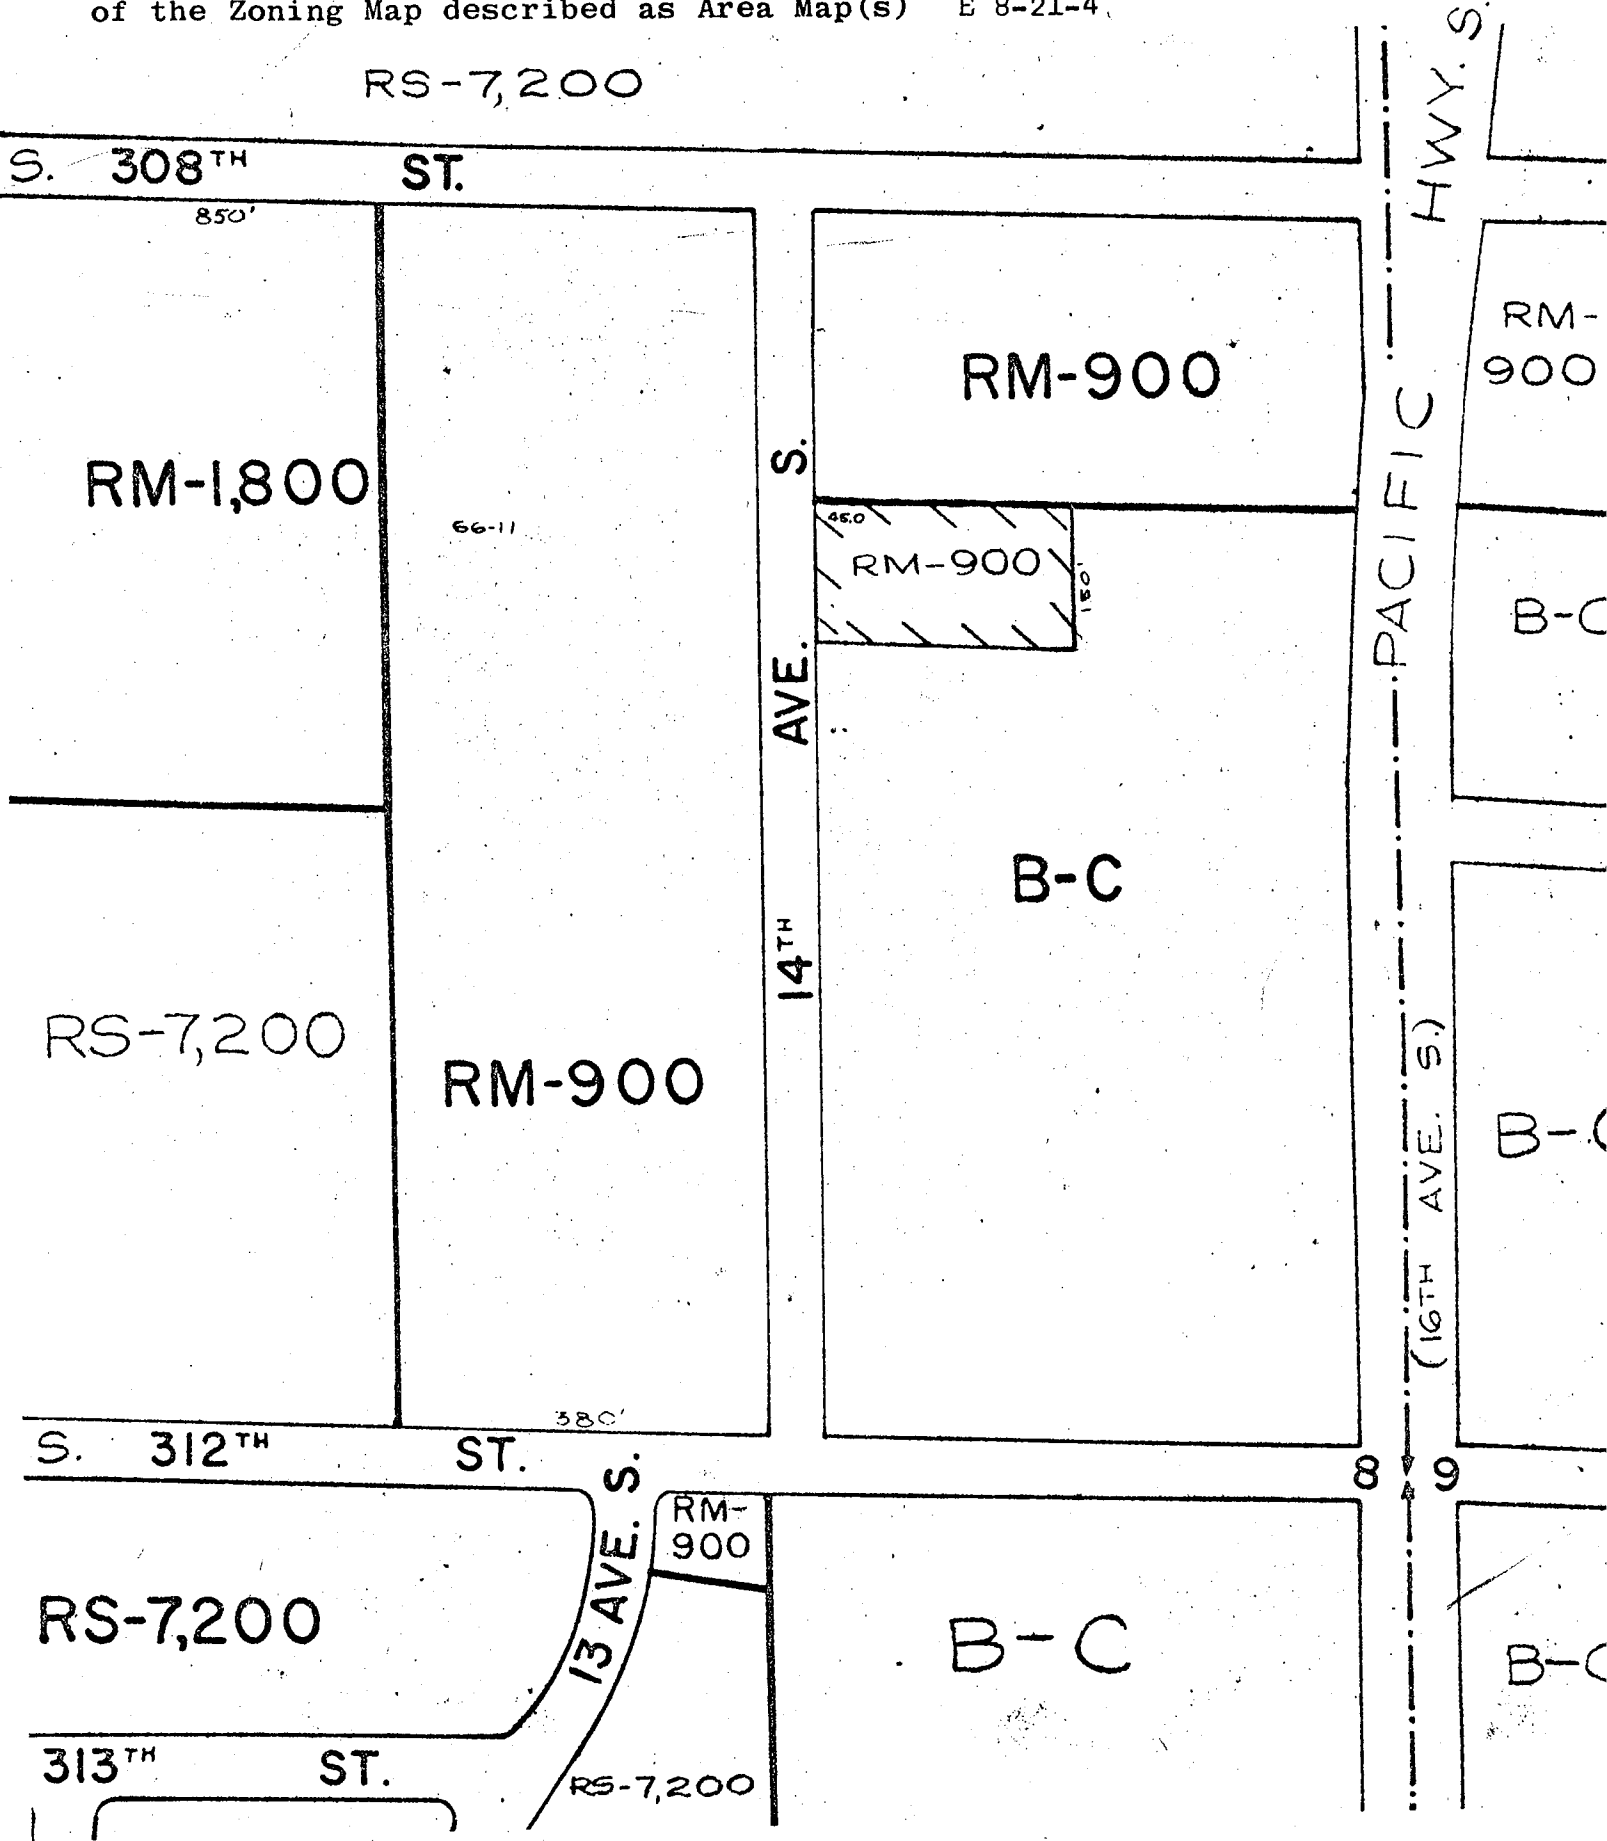 of the Zoning Map described as Area Map(s) E 8-21-4
RS-7,200
HWY. S.
S. 308TH ST.
850'
RM-900
RM-
900
RM-1,800
66-11
S.
PACIFIC
RM-900
150'
B-C
AVE.
B-C
14TH
RS-7,200
RM-900
(16TH AVE. S.)
380'
S. 312TH ST.
8 9
13 AVE. S.
RM-
900
RS-7,200
B-C
313TH ST.
RS-7,200